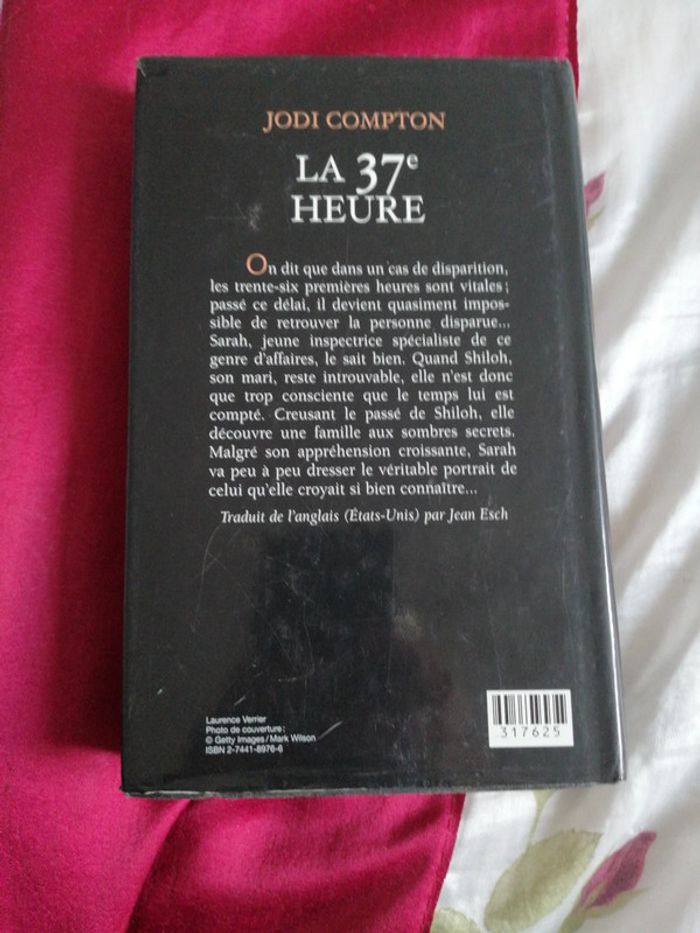 JODI COMPTON
LA 37e
HEURE
On dit que dans un cas de disparition,
les trente-six premières heures sont vitales ;
passé ce délai, il devient quasiment impos-
sible de retrouver la personne disparue...
Sarah, jeune inspectrice spécialiste de ce
genre d'affaires, le sait bien. Quand Shiloh,
son mari, reste introuvable, elle n'est donc
que trop consciente que le temps lui est
compté. Creusant le passé de Shiloh, elle
découvre une famille aux sombres secrets.
Malgré son appréhension croissante, Sarah
va peu à peu dresser le véritable portrait de
celui qu'elle croyait si bien connaître...
Traduit de l'anglais (États-Unis) par Jean Esch
Laurence Verrier
Photo de couverture :
© Getty Images / Mark Wilson
ISBN 2-7441-8976-6
317625